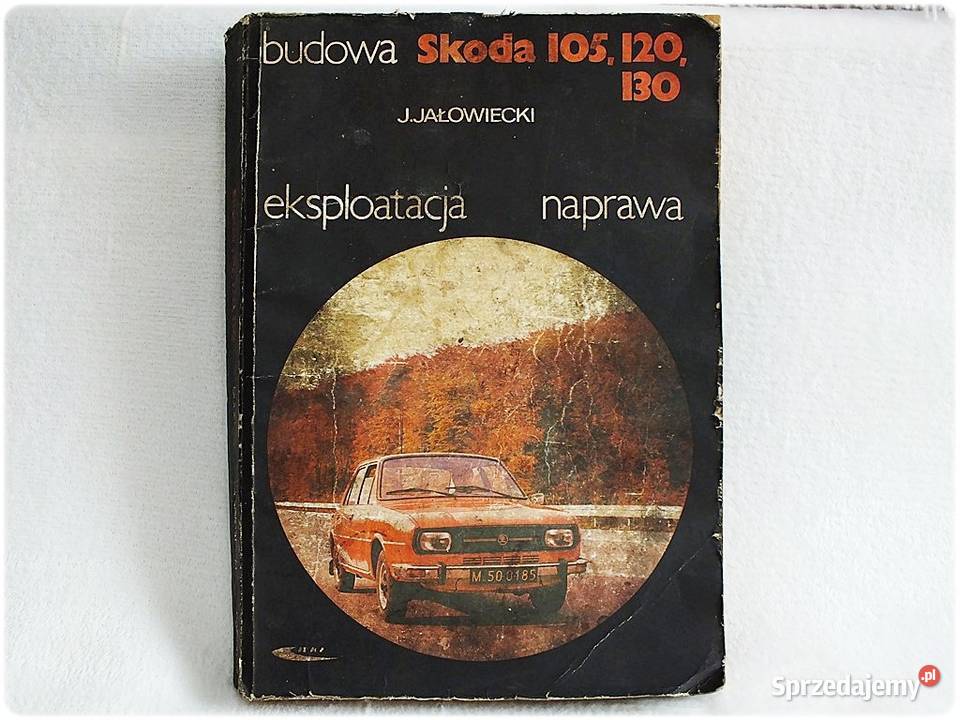 budowa Skoda 105, 120,
130
J.JAŁOWIECKI
eksploatacja naprawa
M.50 0185
Sprzedajemy.pl